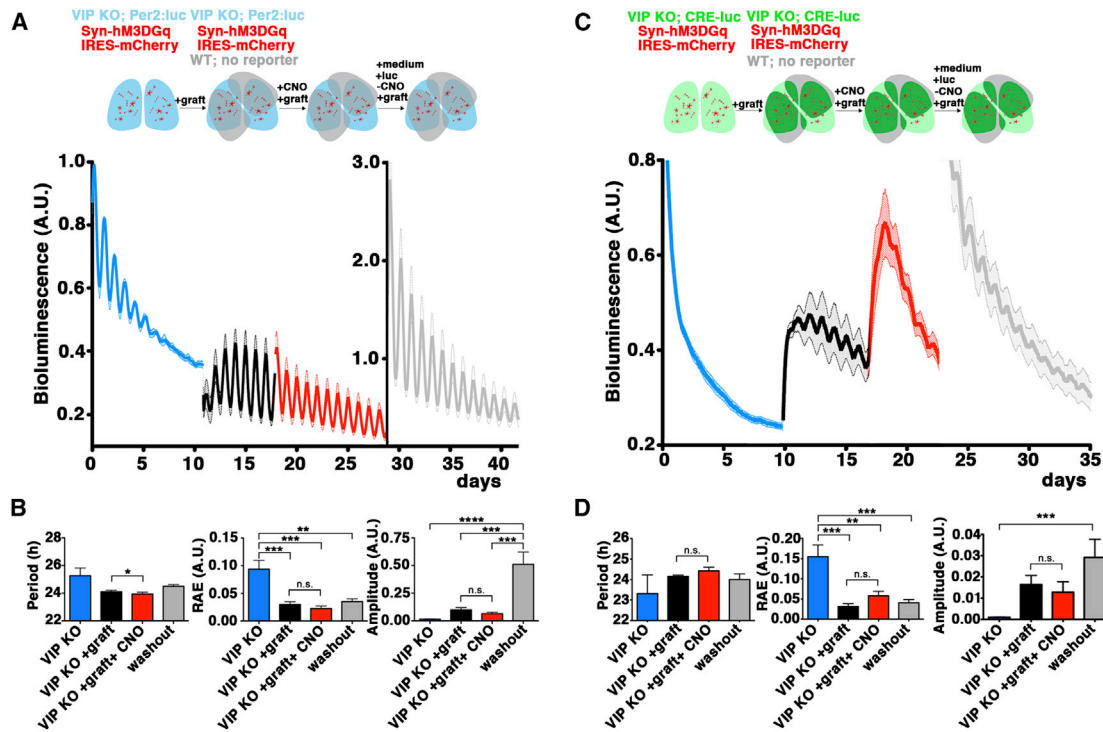 A
VIP KO; Per2:luc
Syn-hM3DGq
IRES-mCherry
VIP KO; Per2:luc
Syn-hM3DGq
IRES-mCherry
WT; no reporter
+graft
+CNO
+graft
+medium
+luc
-CNO
+graft
Bioluminescence (A.U.)
1.0
0.8
0.6
0.4
0.2
3.0
2.0
1.0
0 5 10 15 20 25 30 35 40
days
C
VIP KO; CRE-luc
Syn-hM3DGq
IRES-mCherry
VIP KO; CRE-luc
Syn-hM3DGq
IRES-mCherry
WT; no reporter
+graft
+CNO
+graft
+medium
+luc
-CNO
+graft
Bioluminescence (A.U.)
0.8
0.6
0.4
0.2
0 5 10 15 20 25 30 35
days
B
Period (h)
28
26
24
22
*
VIP KO
VIP KO +graft
VIP KO +graft+ CNO
washout
RAE (A.U.)
0.15
0.10
0.05
0.00
**
***
***
n.s.
VIP KO
VIP KO +graft
VIP KO +graft+ CNO
washout
Amplitude (A.U.)
0.75
0.50
0.25
0.00
****
***
***
n.s.
VIP KO
VIP KO +graft
VIP KO +graft+ CNO
washout
D
Period (h)
26
25
24
23
22
n.s.
VIP KO
VIP KO +graft
VIP KO +graft+ CNO
washout
RAE (A.U.)
0.20
0.15
0.10
0.05
0.00
***
**
***
n.s.
VIP KO
VIP KO +graft
VIP KO +graft+ CNO
washout
Amplitude (A.U.)
0.04
0.03
0.02
0.01
0.00
***
n.s.
VIP KO
VIP KO +graft
VIP KO +graft+ CNO
washout